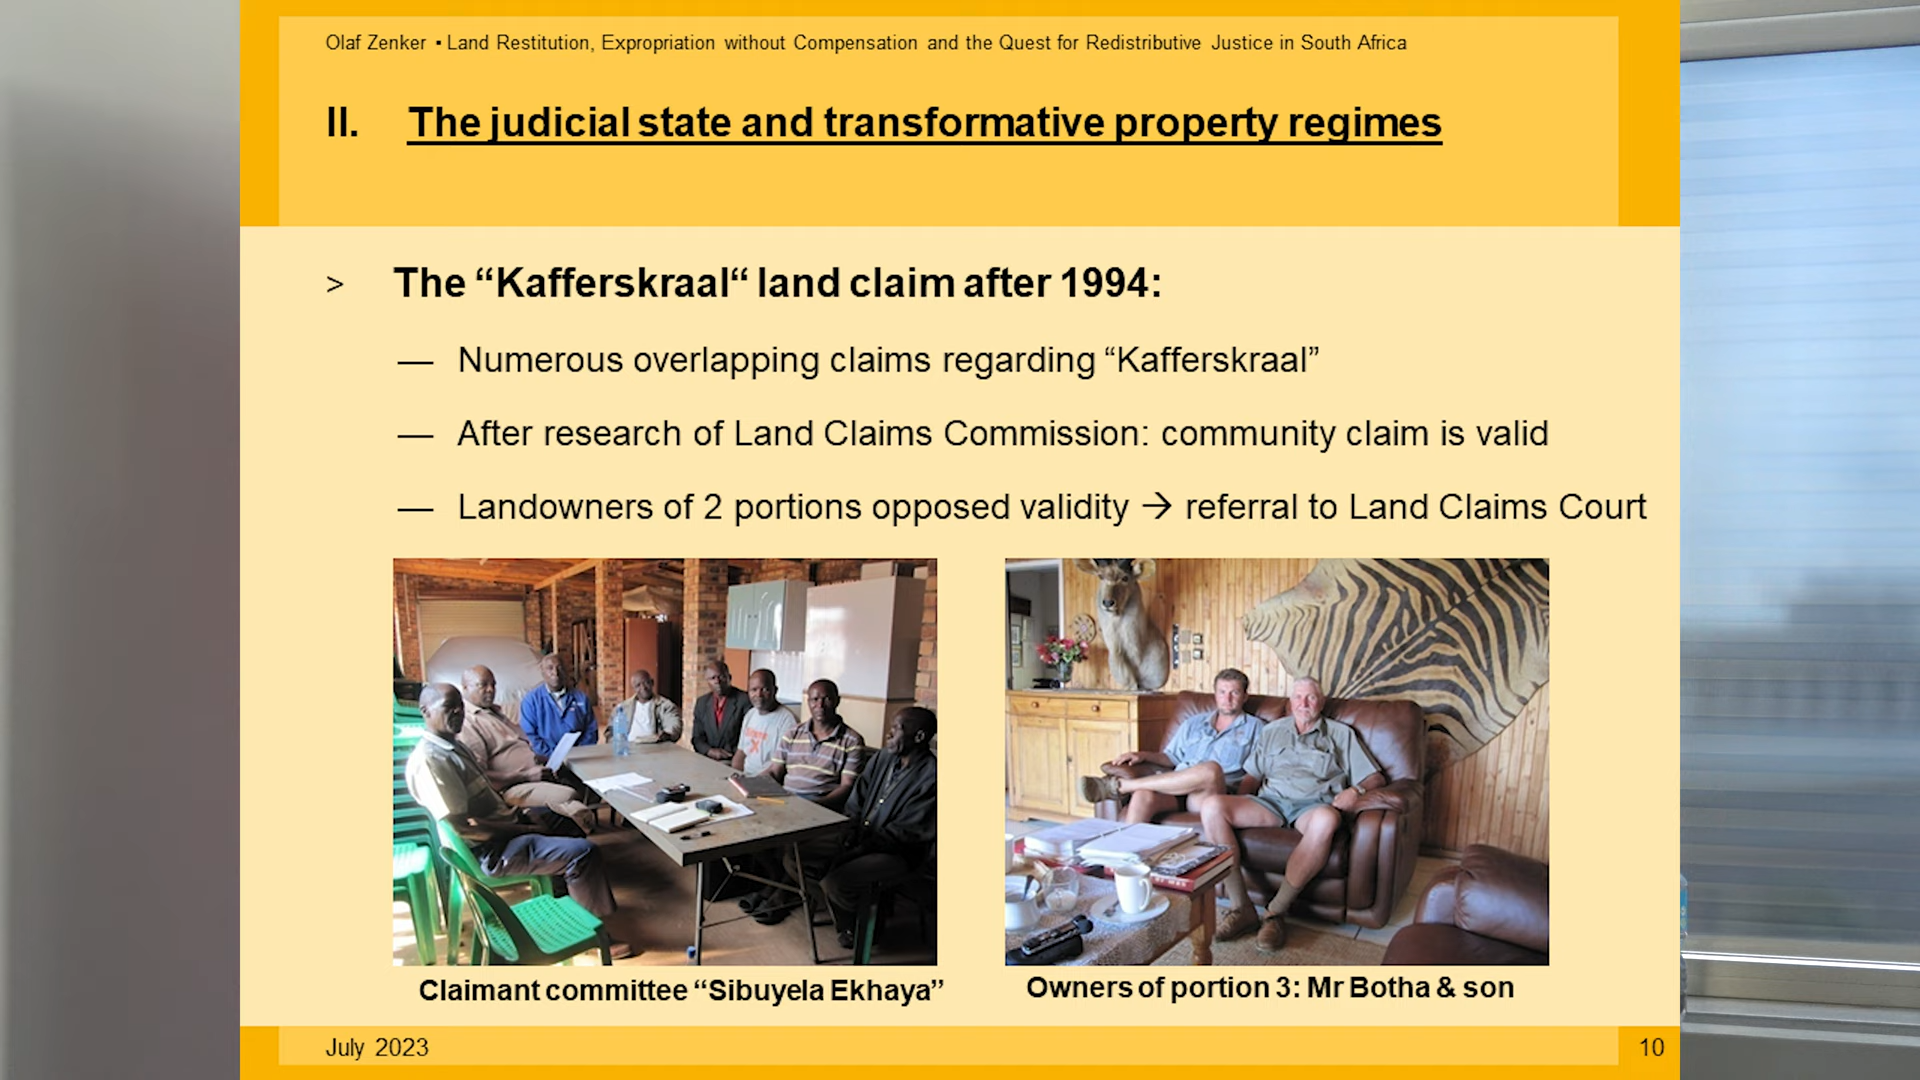 Olaf Zenker ▪ Land Restitution, Expropriation without Compensation and the Quest for Redistributive Justice in South Africa
II. The judicial state and transformative property regimes
> The “Kafferskraal“ land claim after 1994:
— Numerous overlapping claims regarding “Kafferskraal”
— After research of Land Claims Commission: community claim is valid
— Landowners of 2 portions opposed validity → referral to Land Claims Court
Claimant committee “Sibuyela Ekhaya”
Owners of portion 3: Mr Botha & son
July 2023
10